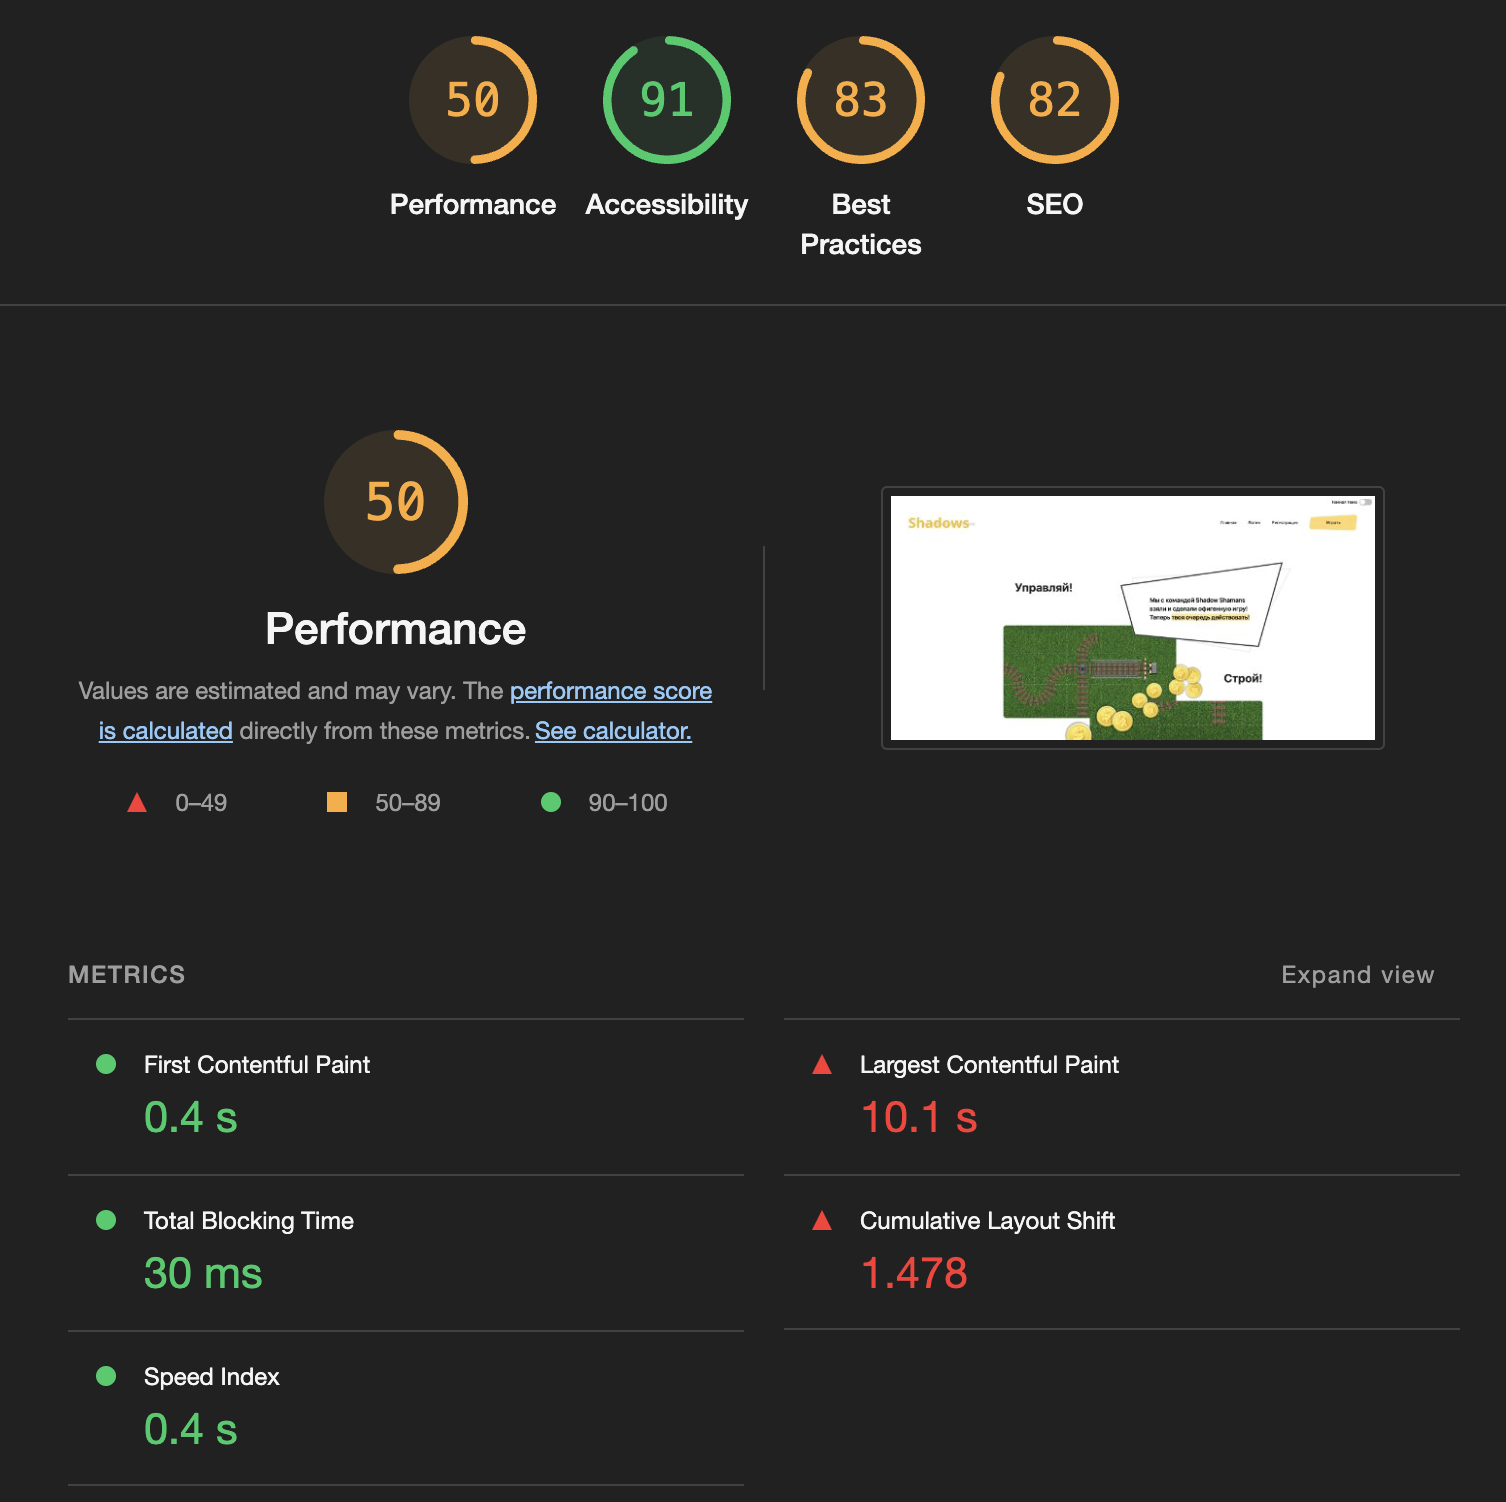 50
91
83
82
Performance
Accessibility
Best
Practices
SEO
50
Performance
Values are estimated and may vary. The performance score
is calculated directly from these metrics. See calculator.
0–49
50–89
90–100
Shadows
Главная
Логин
Регистрация
Играть
Управляй!
Мы с командой Shadow Shamans
взяли и сделали офигенную игру!
Теперь твоя очередь действовать!
Строй!
METRICS
Expand view
First Contentful Paint
0.4 s
Largest Contentful Paint
10.1 s
Total Blocking Time
30 ms
Cumulative Layout Shift
1.478
Speed Index
0.4 s